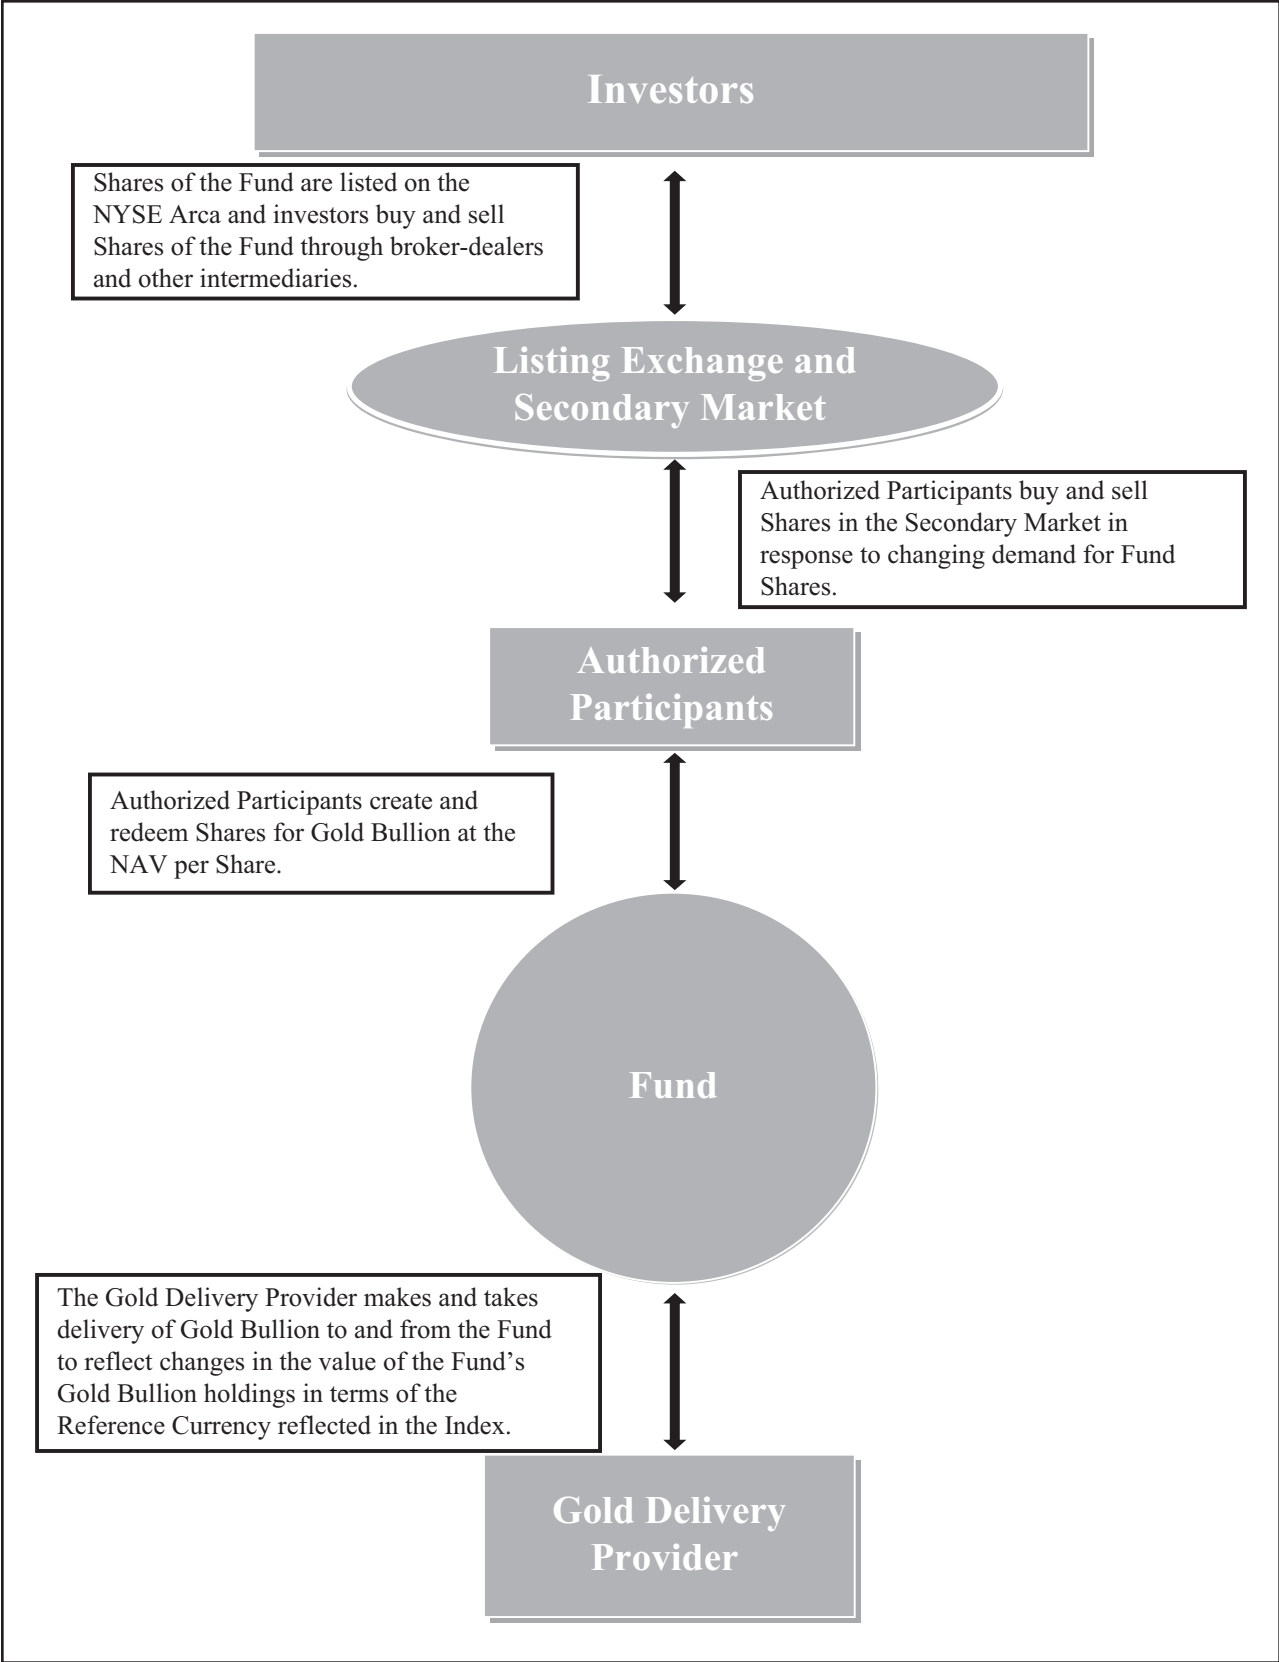 Investors
Shares of the Fund are listed on the
NYSE Arca and investors buy and sell
Shares of the Fund through broker-dealers
and other intermediaries.
Listing Exchange and
Secondary Market
Authorized Participants buy and sell
Shares in the Secondary Market in
response to changing demand for Fund
Shares.
Authorized
Participants
Authorized Participants create and
redeem Shares for Gold Bullion at the
NAV per Share.
Fund
The Gold Delivery Provider makes and takes
delivery of Gold Bullion to and from the Fund
to reflect changes in the value of the Fund’s
Gold Bullion holdings in terms of the
Reference Currency reflected in the Index.
Gold Delivery
Provider